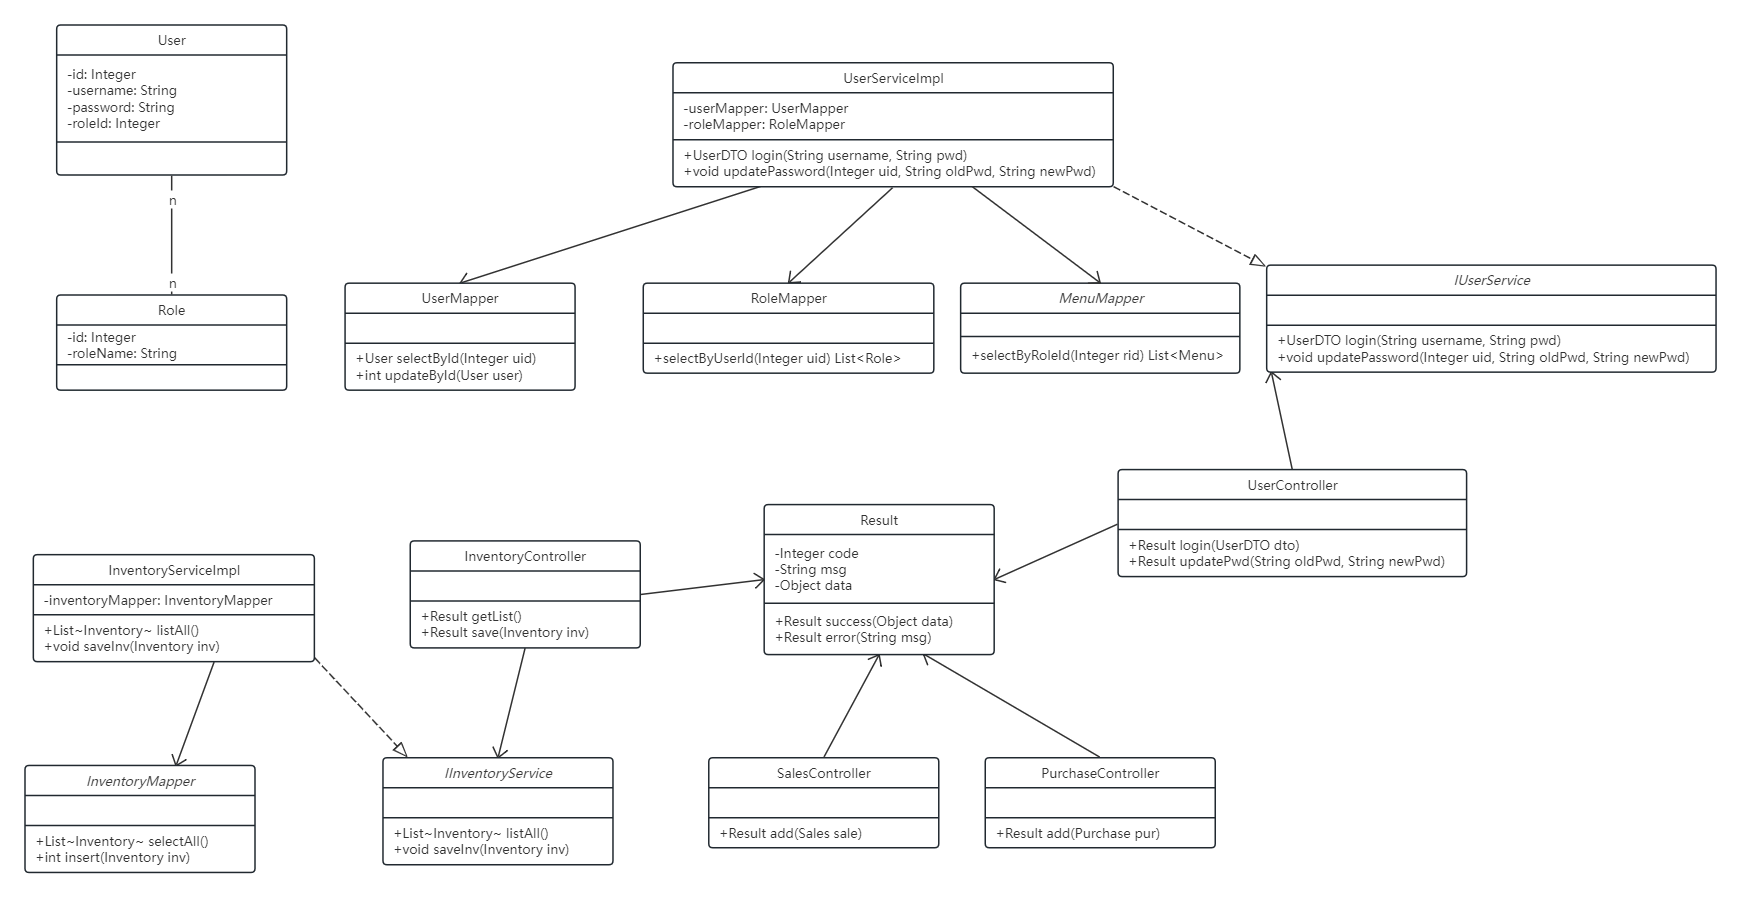 User
-id: Integer
-username: String
-password: String
-roleId: Integer
n
n
Role
-id: Integer
-roleName: String
UserServiceImpl
-userMapper: UserMapper
-roleMapper: RoleMapper
+UserDTO login(String username, String pwd)
+void updatePassword(Integer uid, String oldPwd, String newPwd)
UserMapper
+User selectById(Integer uid)
+int updateById(User user)
RoleMapper
+selectByUserId(Integer uid) List<Role>
MenuMapper
+selectByRoleId(Integer rid) List<Menu>
IUserService
+UserDTO login(String username, String pwd)
+void updatePassword(Integer uid, String oldPwd, String newPwd)
UserController
+Result login(UserDTO dto)
+Result updatePwd(String oldPwd, String newPwd)
Result
-Integer code
-String msg
-Object data
+Result success(Object data)
+Result error(String msg)
InventoryController
+Result getList()
+Result save(Inventory inv)
InventoryServiceImpl
-inventoryMapper: InventoryMapper
+List~Inventory~ listAll()
+void saveInv(Inventory inv)
InventoryMapper
+List~Inventory~ selectAll()
+int insert(Inventory inv)
IInventoryService
+List~Inventory~ listAll()
+void saveInv(Inventory inv)
SalesController
+Result add(Sales sale)
PurchaseController
+Result add(Purchase pur)